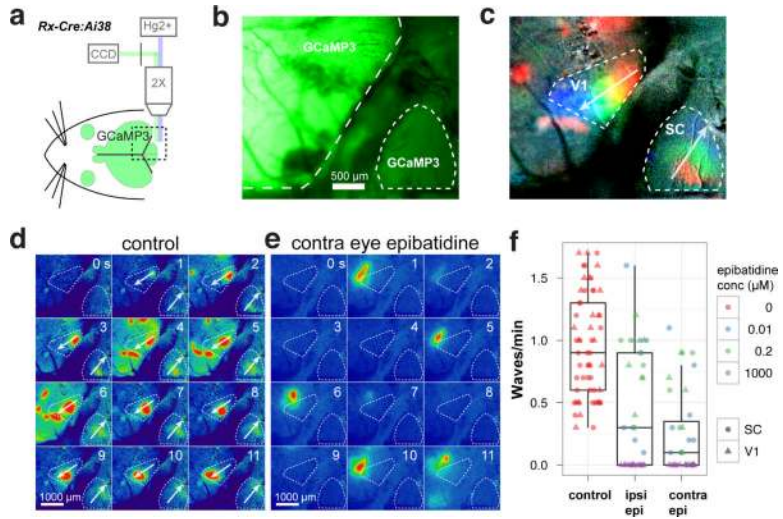 a
Rx-Cre:Ai38
Hg2+
CCD
2X
GCaMP3
b
GCaMP3
GCaMP3
500 µm
c
V1
SC
d
control
0 s
1
2
3
4
5
6
7
8
9
10
11
1000 µm
e
contra eye epibatidine
0 s
1
2
3
4
5
6
7
8
9
10
11
1000 µm
f
Waves/min
1.5
1.0
0.5
0.0
control
ipsi
epi
contra
epi
epibatidine
conc (µM)
0
0.01
0.2
1000
SC
V1